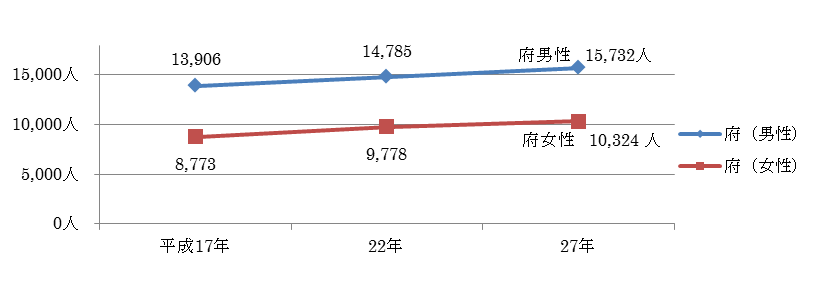 13,906
14,785
府男性 15,732人
15,000人
10,000人
5,000人
0人
8,773
9,778
府女性 10,324 人
府（男性）
府（女性）
平成17年
22年
27年